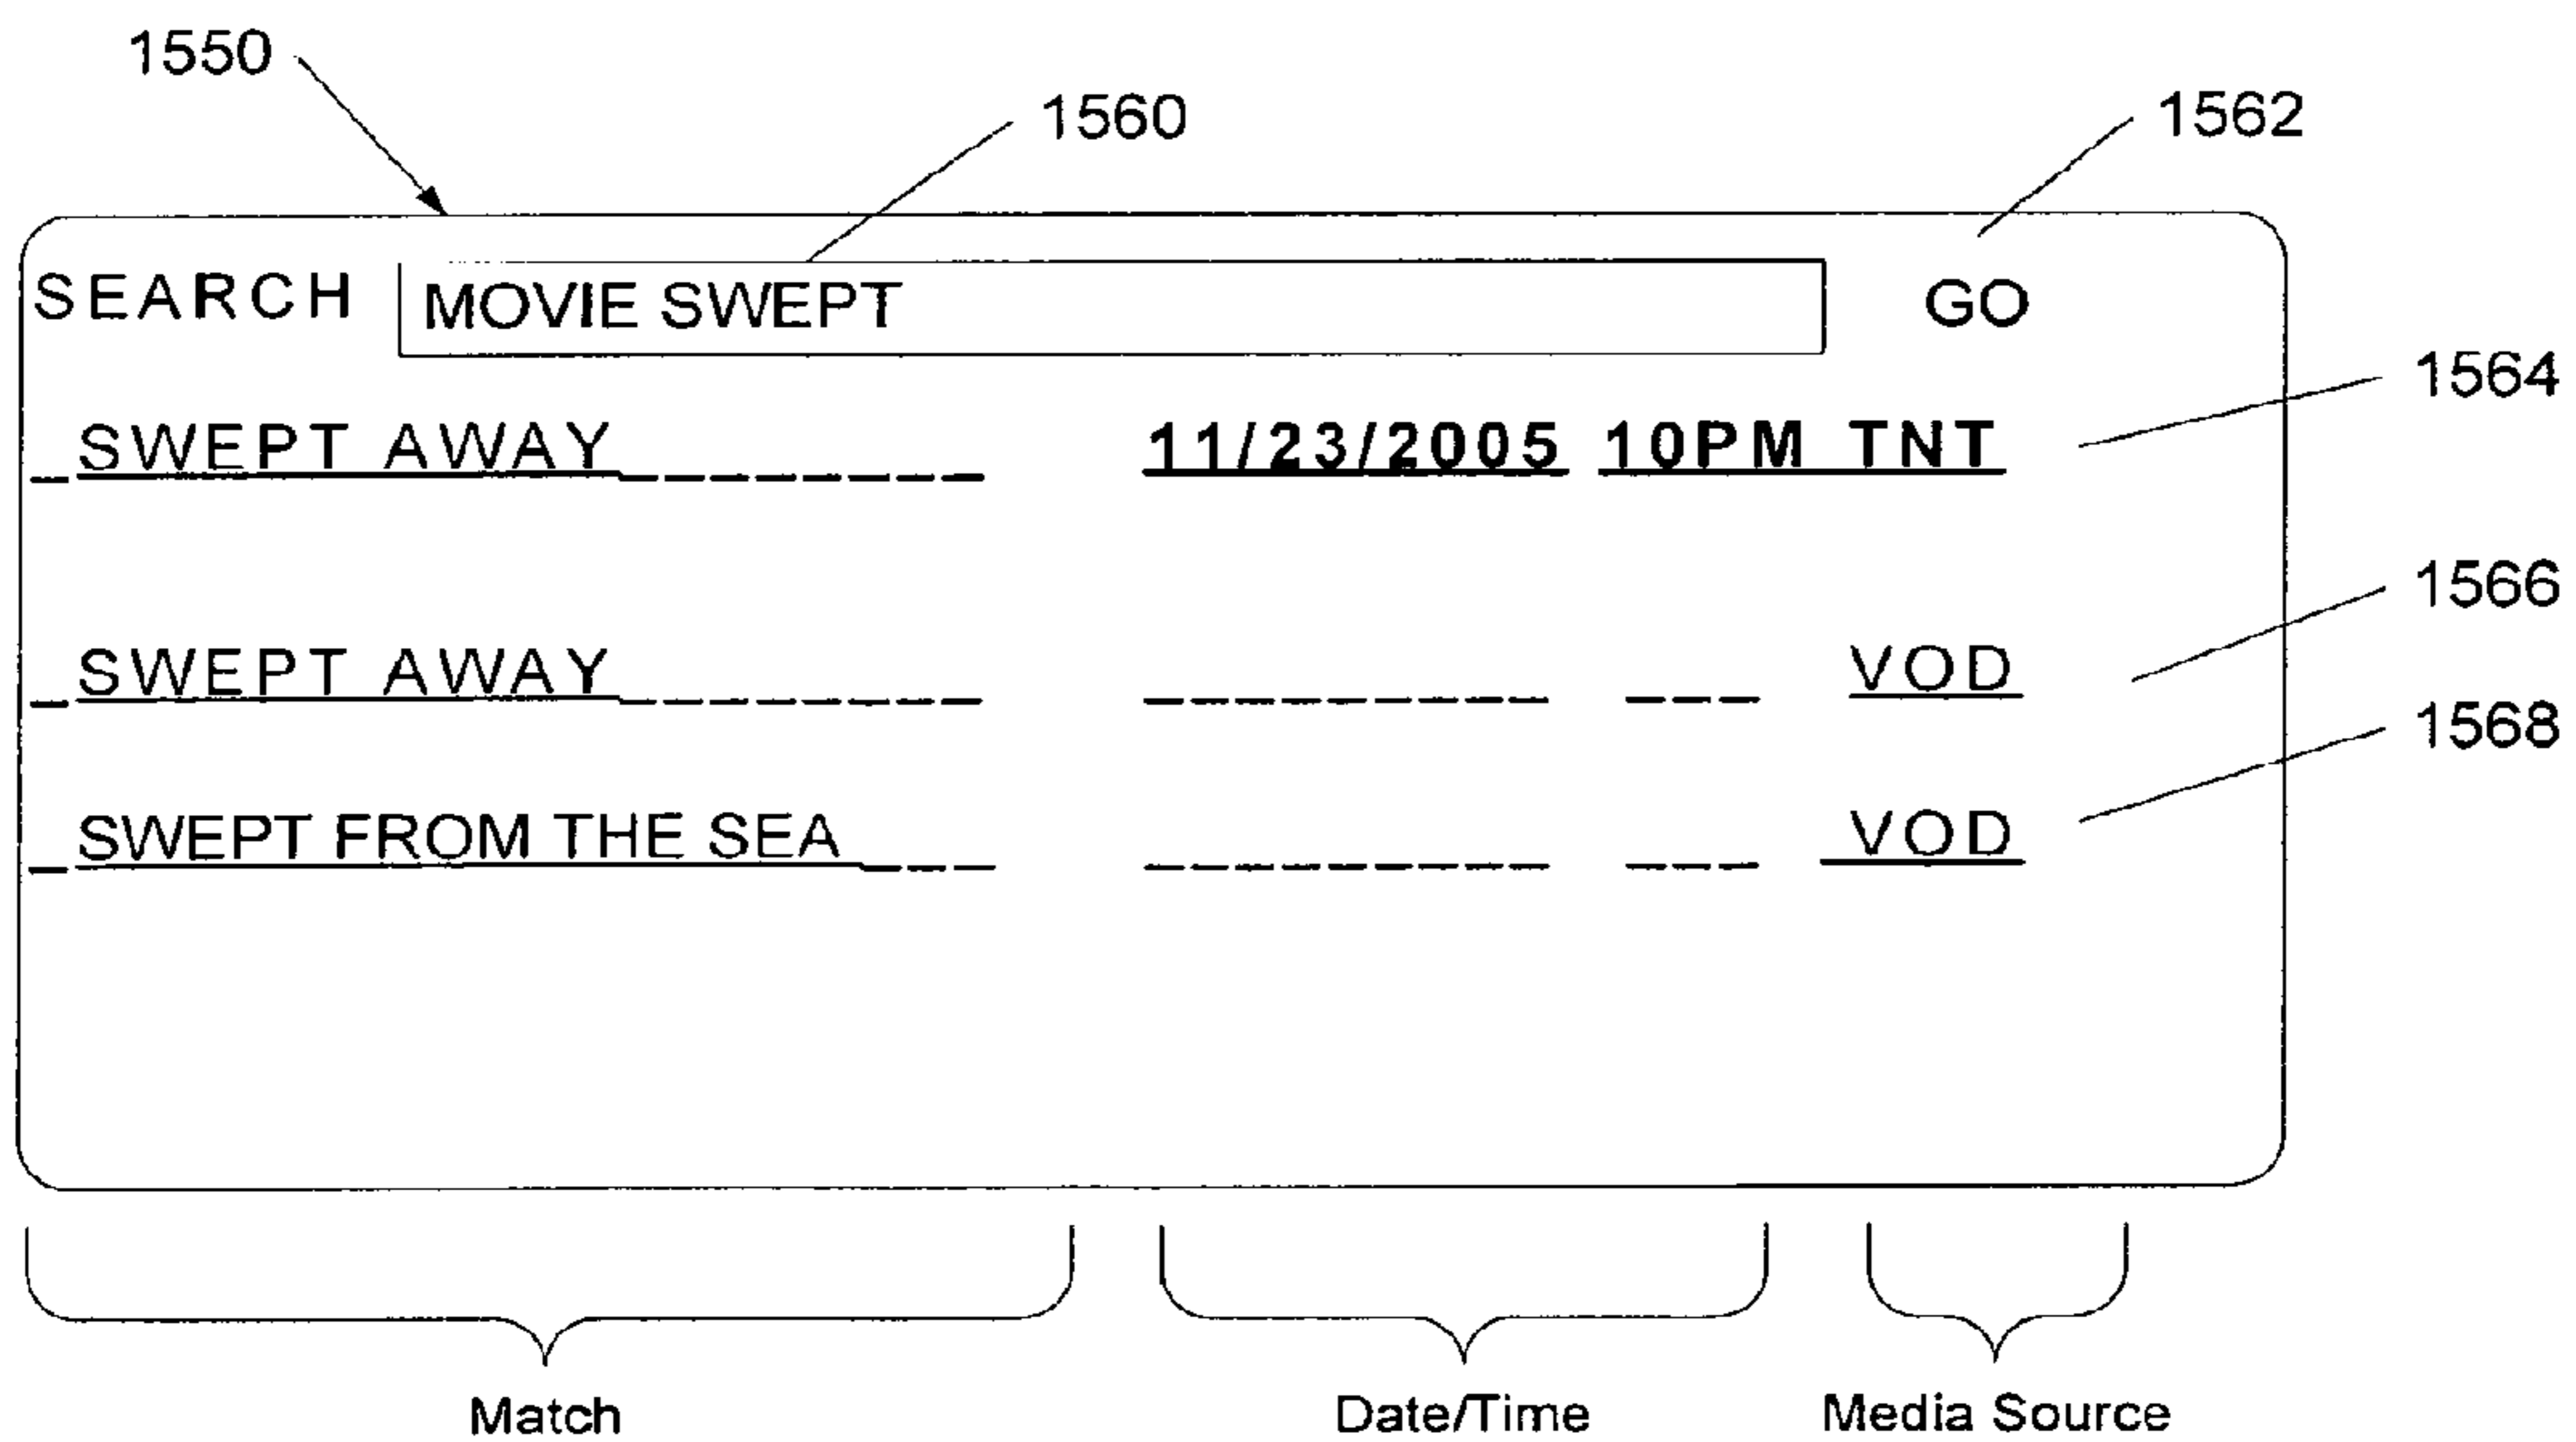 1550
1560
1562
SEARCH MOVIE SWEPT GO
1564
SWEPT AWAY 11/23/2005 10PM TNT
1566
SWEPT AWAY VOD
1568
SWEPT FROM THE SEA VOD
Match Date/Time Media Source